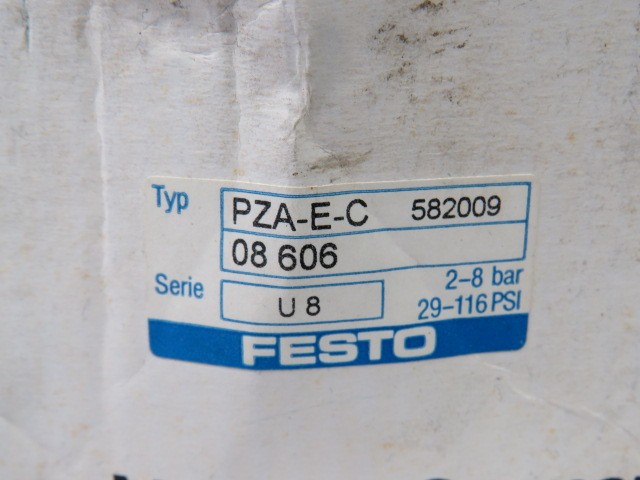 Typ PZA-E-C 582009
08 606
Serie U 8 2-8 bar
29-116 PSI
FESTO